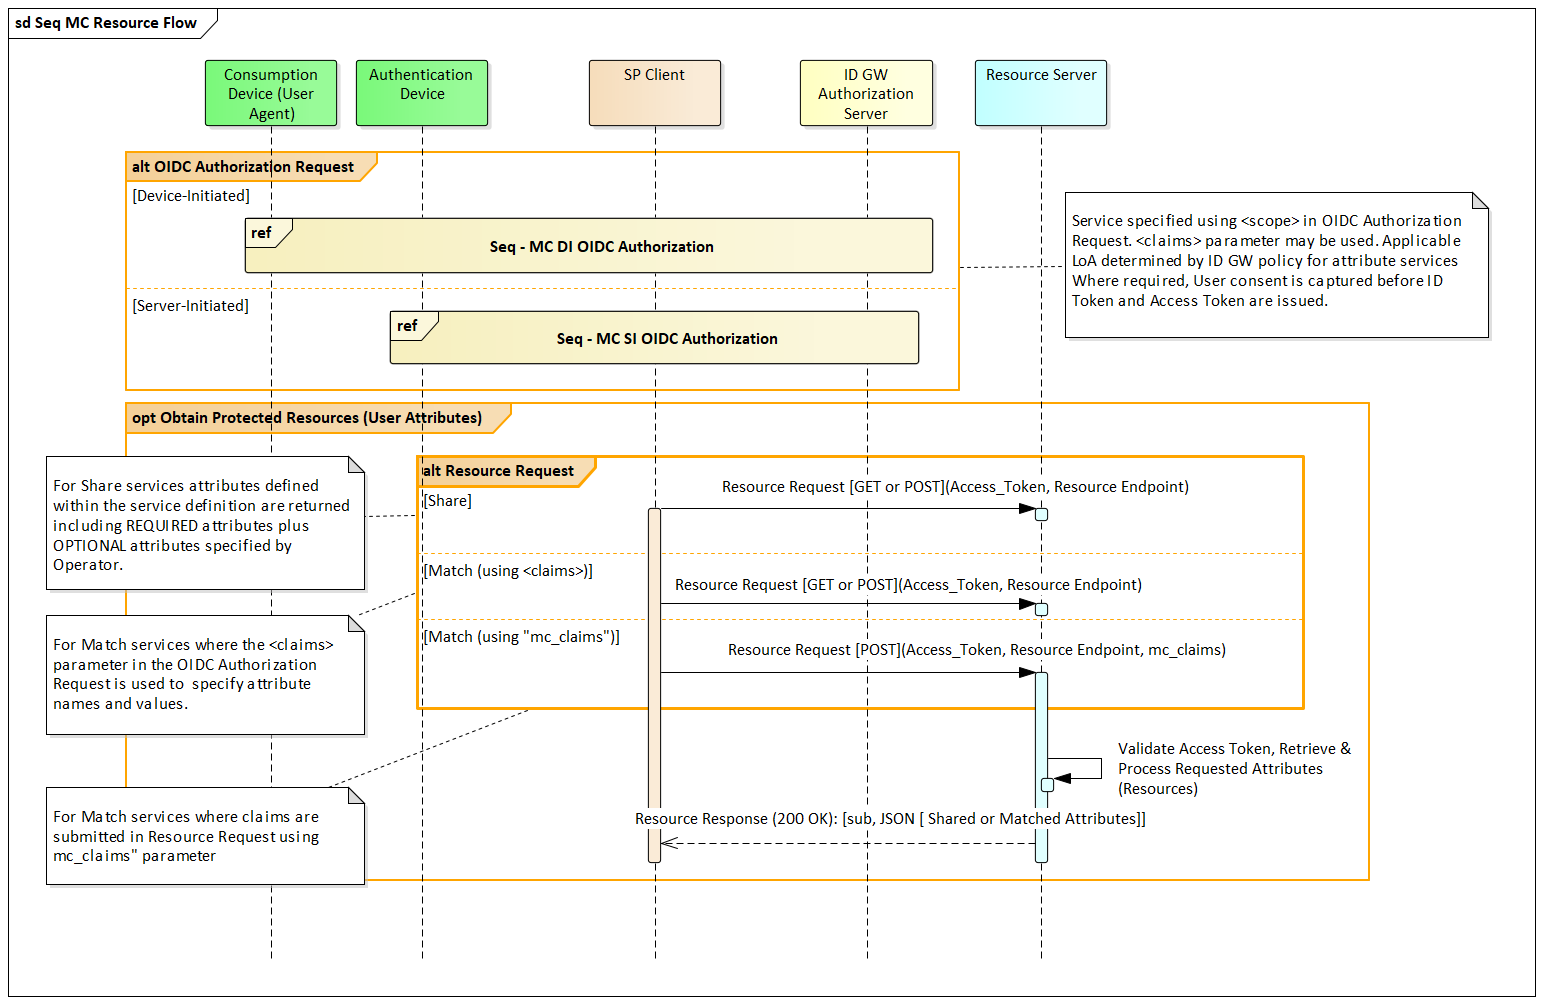 sd Seq MC Resource Flow
Consumption
Device (User
Agent)
Authentication
Device
SP Client
ID GW
Authorization
Server
Resource Server
alt OIDC Authorization Request
[Device-Initiated]
ref
Seq - MC DI OIDC Authorization
Service specified using <scope> in OIDC Authorization
Request. <claims> parameter may be used. Applicable
LoA determined by ID GW policy for attribute services
Where required, User consent is captured before ID
Token and Access Token are issued.
[Server-Initiated]
ref
Seq - MC SI OIDC Authorization
opt Obtain Protected Resources (User Attributes)
For Share services attributes defined
within the service definition are returned
including REQUIRED attributes plus
OPTIONAL attributes specified by
Operator.
alt Resource Request
[Share]
Resource Request [GET or POST](Access_Token, Resource Endpoint)
[Match (using <claims>)]
Resource Request [GET or POST](Access_Token, Resource Endpoint)
For Match services where the <claims>
parameter in the OIDC Authorization
Request is used to  specify attribute
names and values.
[Match (using "mc_claims")]
Resource Request [POST](Access_Token, Resource Endpoint, mc_claims)
Validate Access Token, Retrieve &
Process Requested Attributes
(Resources)
For Match services where claims are
submitted in Resource Request using
mc_claims" parameter
Resource Response (200 OK): [sub, JSON [ Shared or Matched Attributes]]